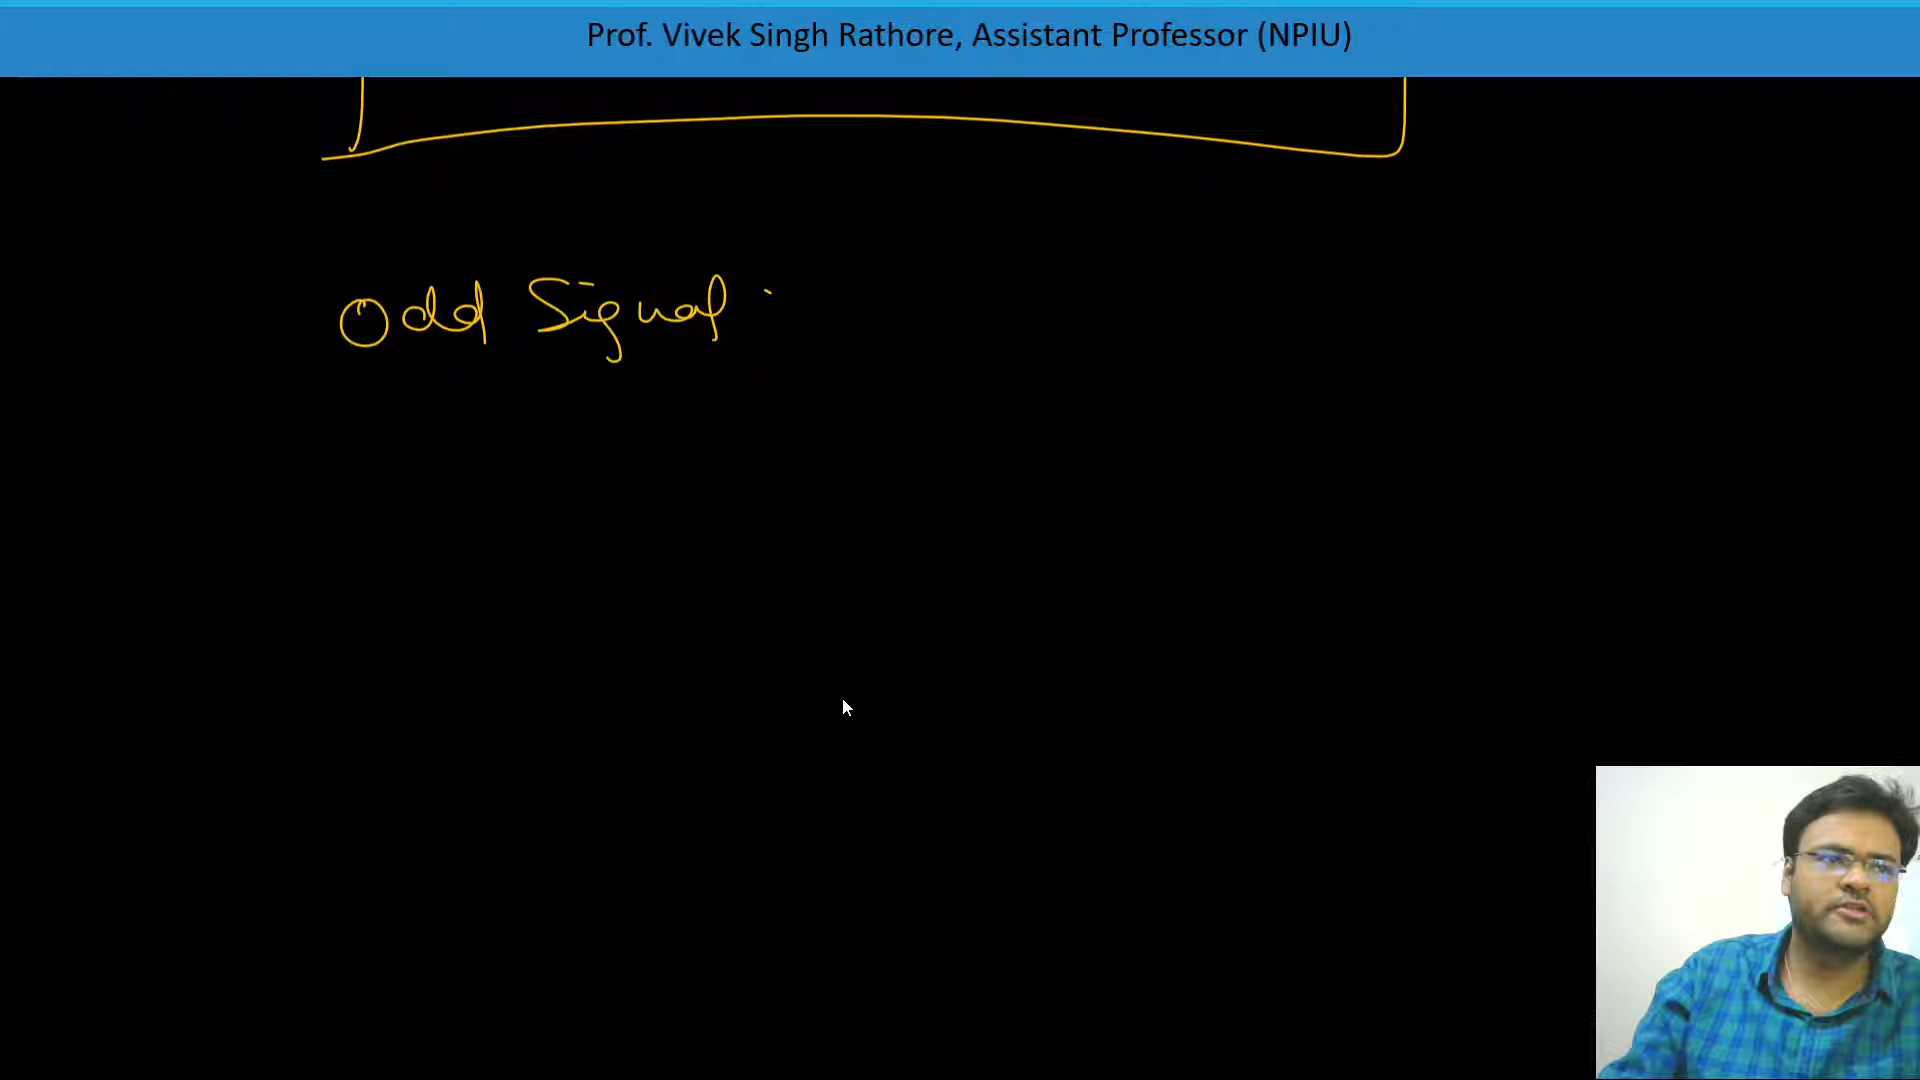 Prof. Vivek Singh Rathore, Assistant Professor (NPIU)
Odd Signal